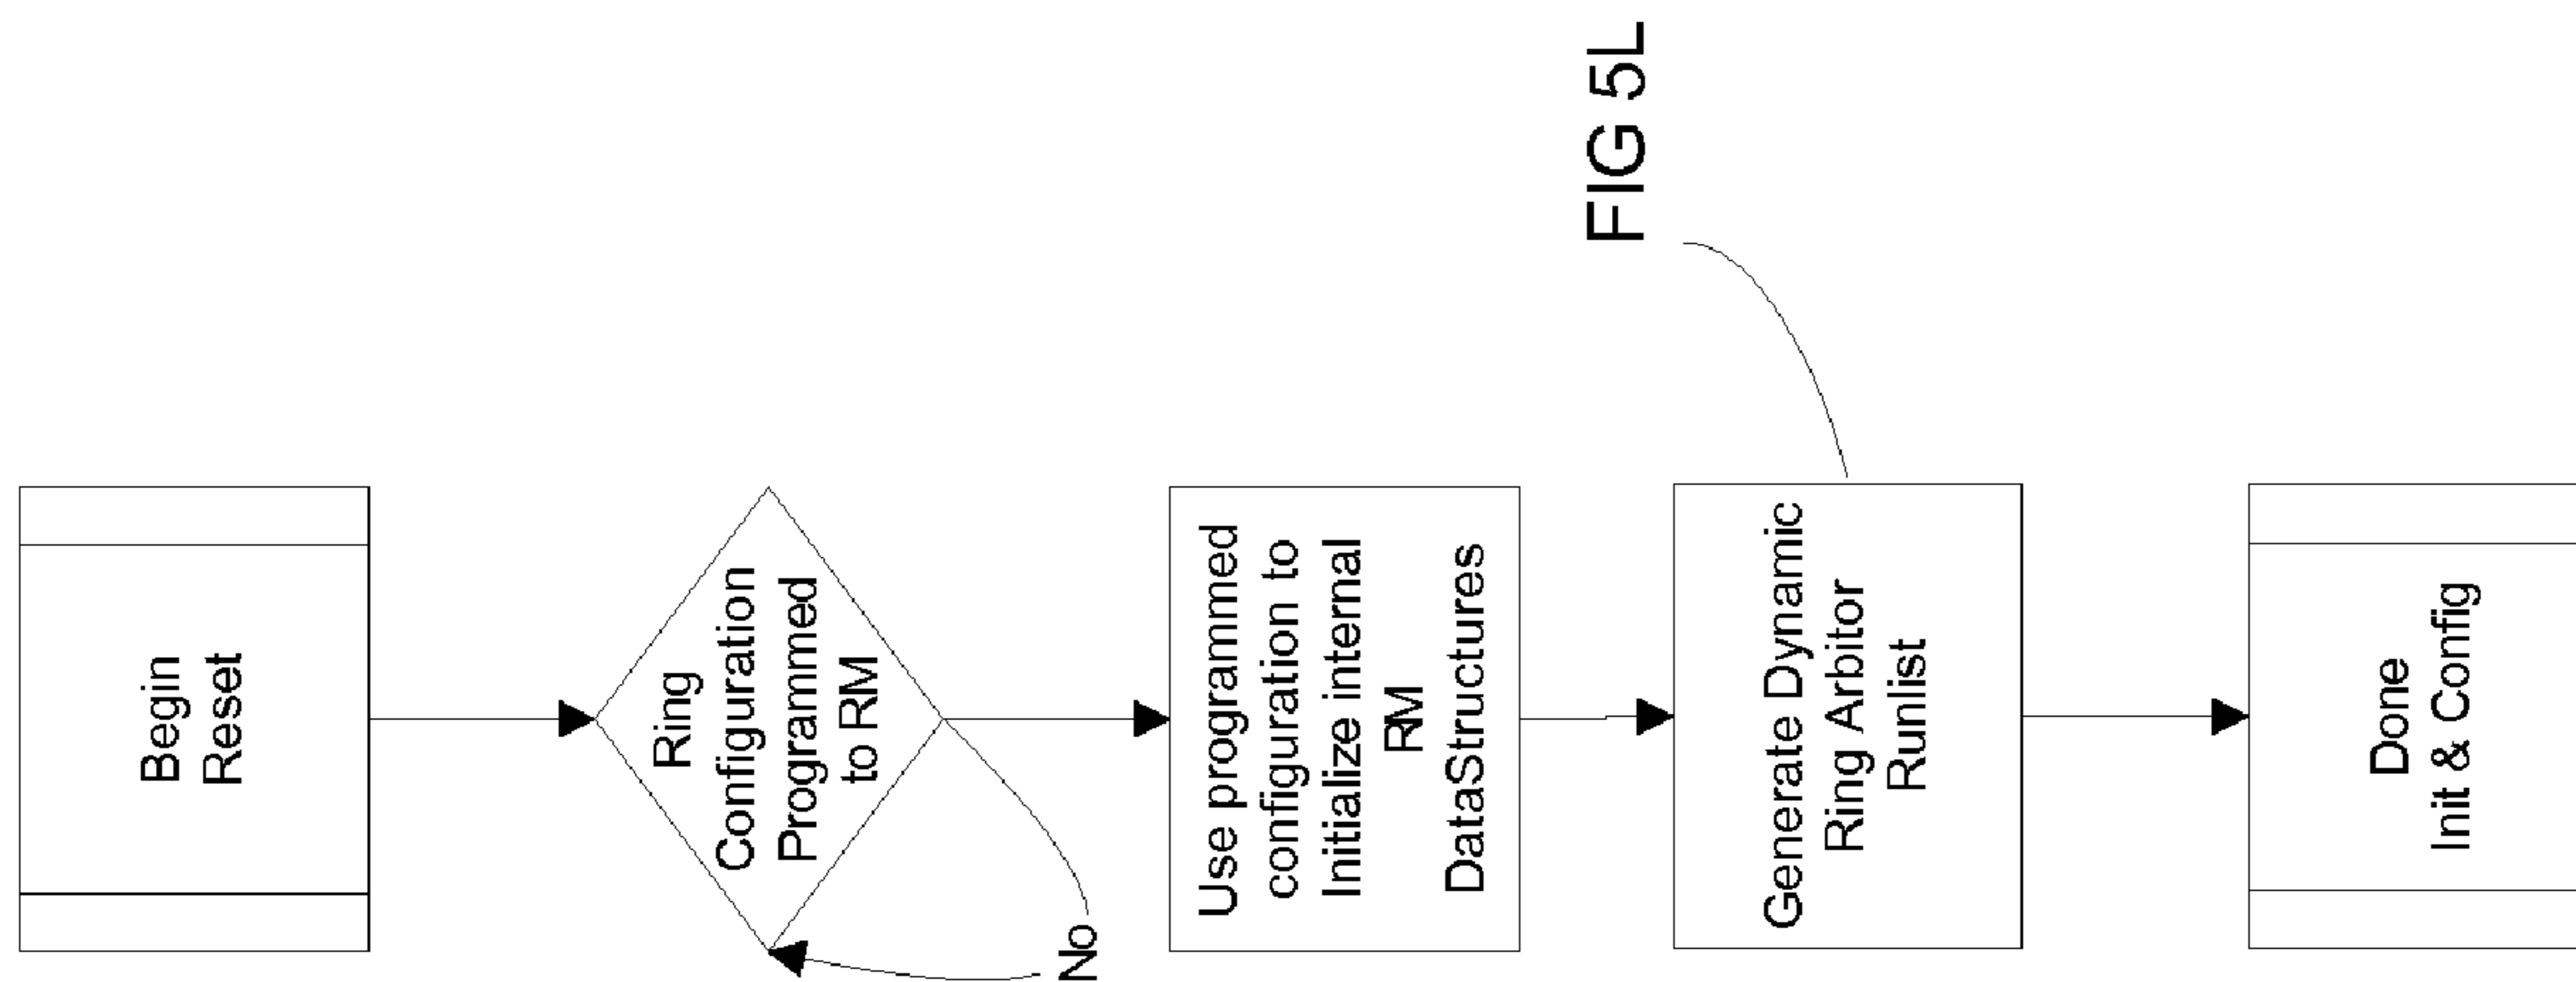 Begin
Reset
Ring
Configuration
Programmed
to RM
No
Use programmed
configuration to
Initialize internal
RM
DataStructures
Generate Dynamic
Ring Arbitor
Runlist
FIG 5L
Done
Init & Config